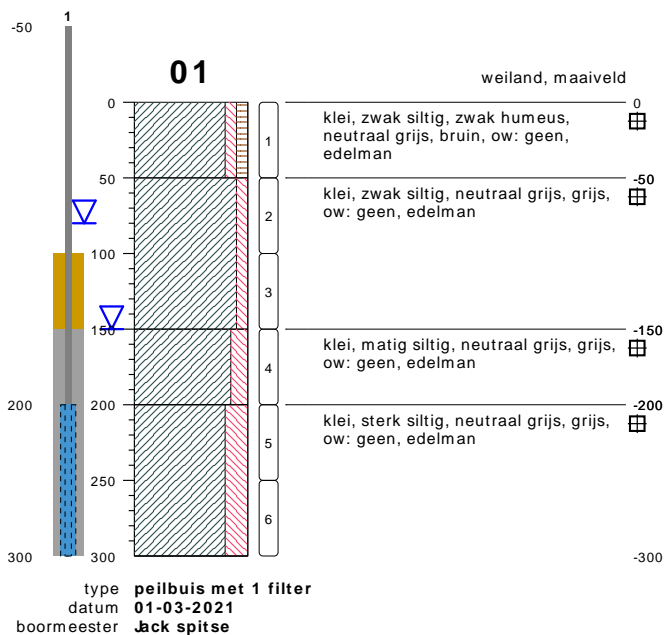 1
-50
01
weiland, maaiveld
0
0
klei, zwak siltig, zwak humeus,
neutraal grijs, bruin, ow: geen,
edelman
1
50
-50
klei, zwak siltig, neutraal grijs, grijs,
ow: geen, edelman
2
100
3
150
-150
klei, matig siltig, neutraal grijs, grijs,
ow: geen, edelman
4
200
200
-200
klei, sterk siltig, neutraal grijs, grijs,
ow: geen, edelman
5
250
6
300
300
-300
type peilbuis met 1 filter
datum 01-03-2021
boormeester Jack spitse